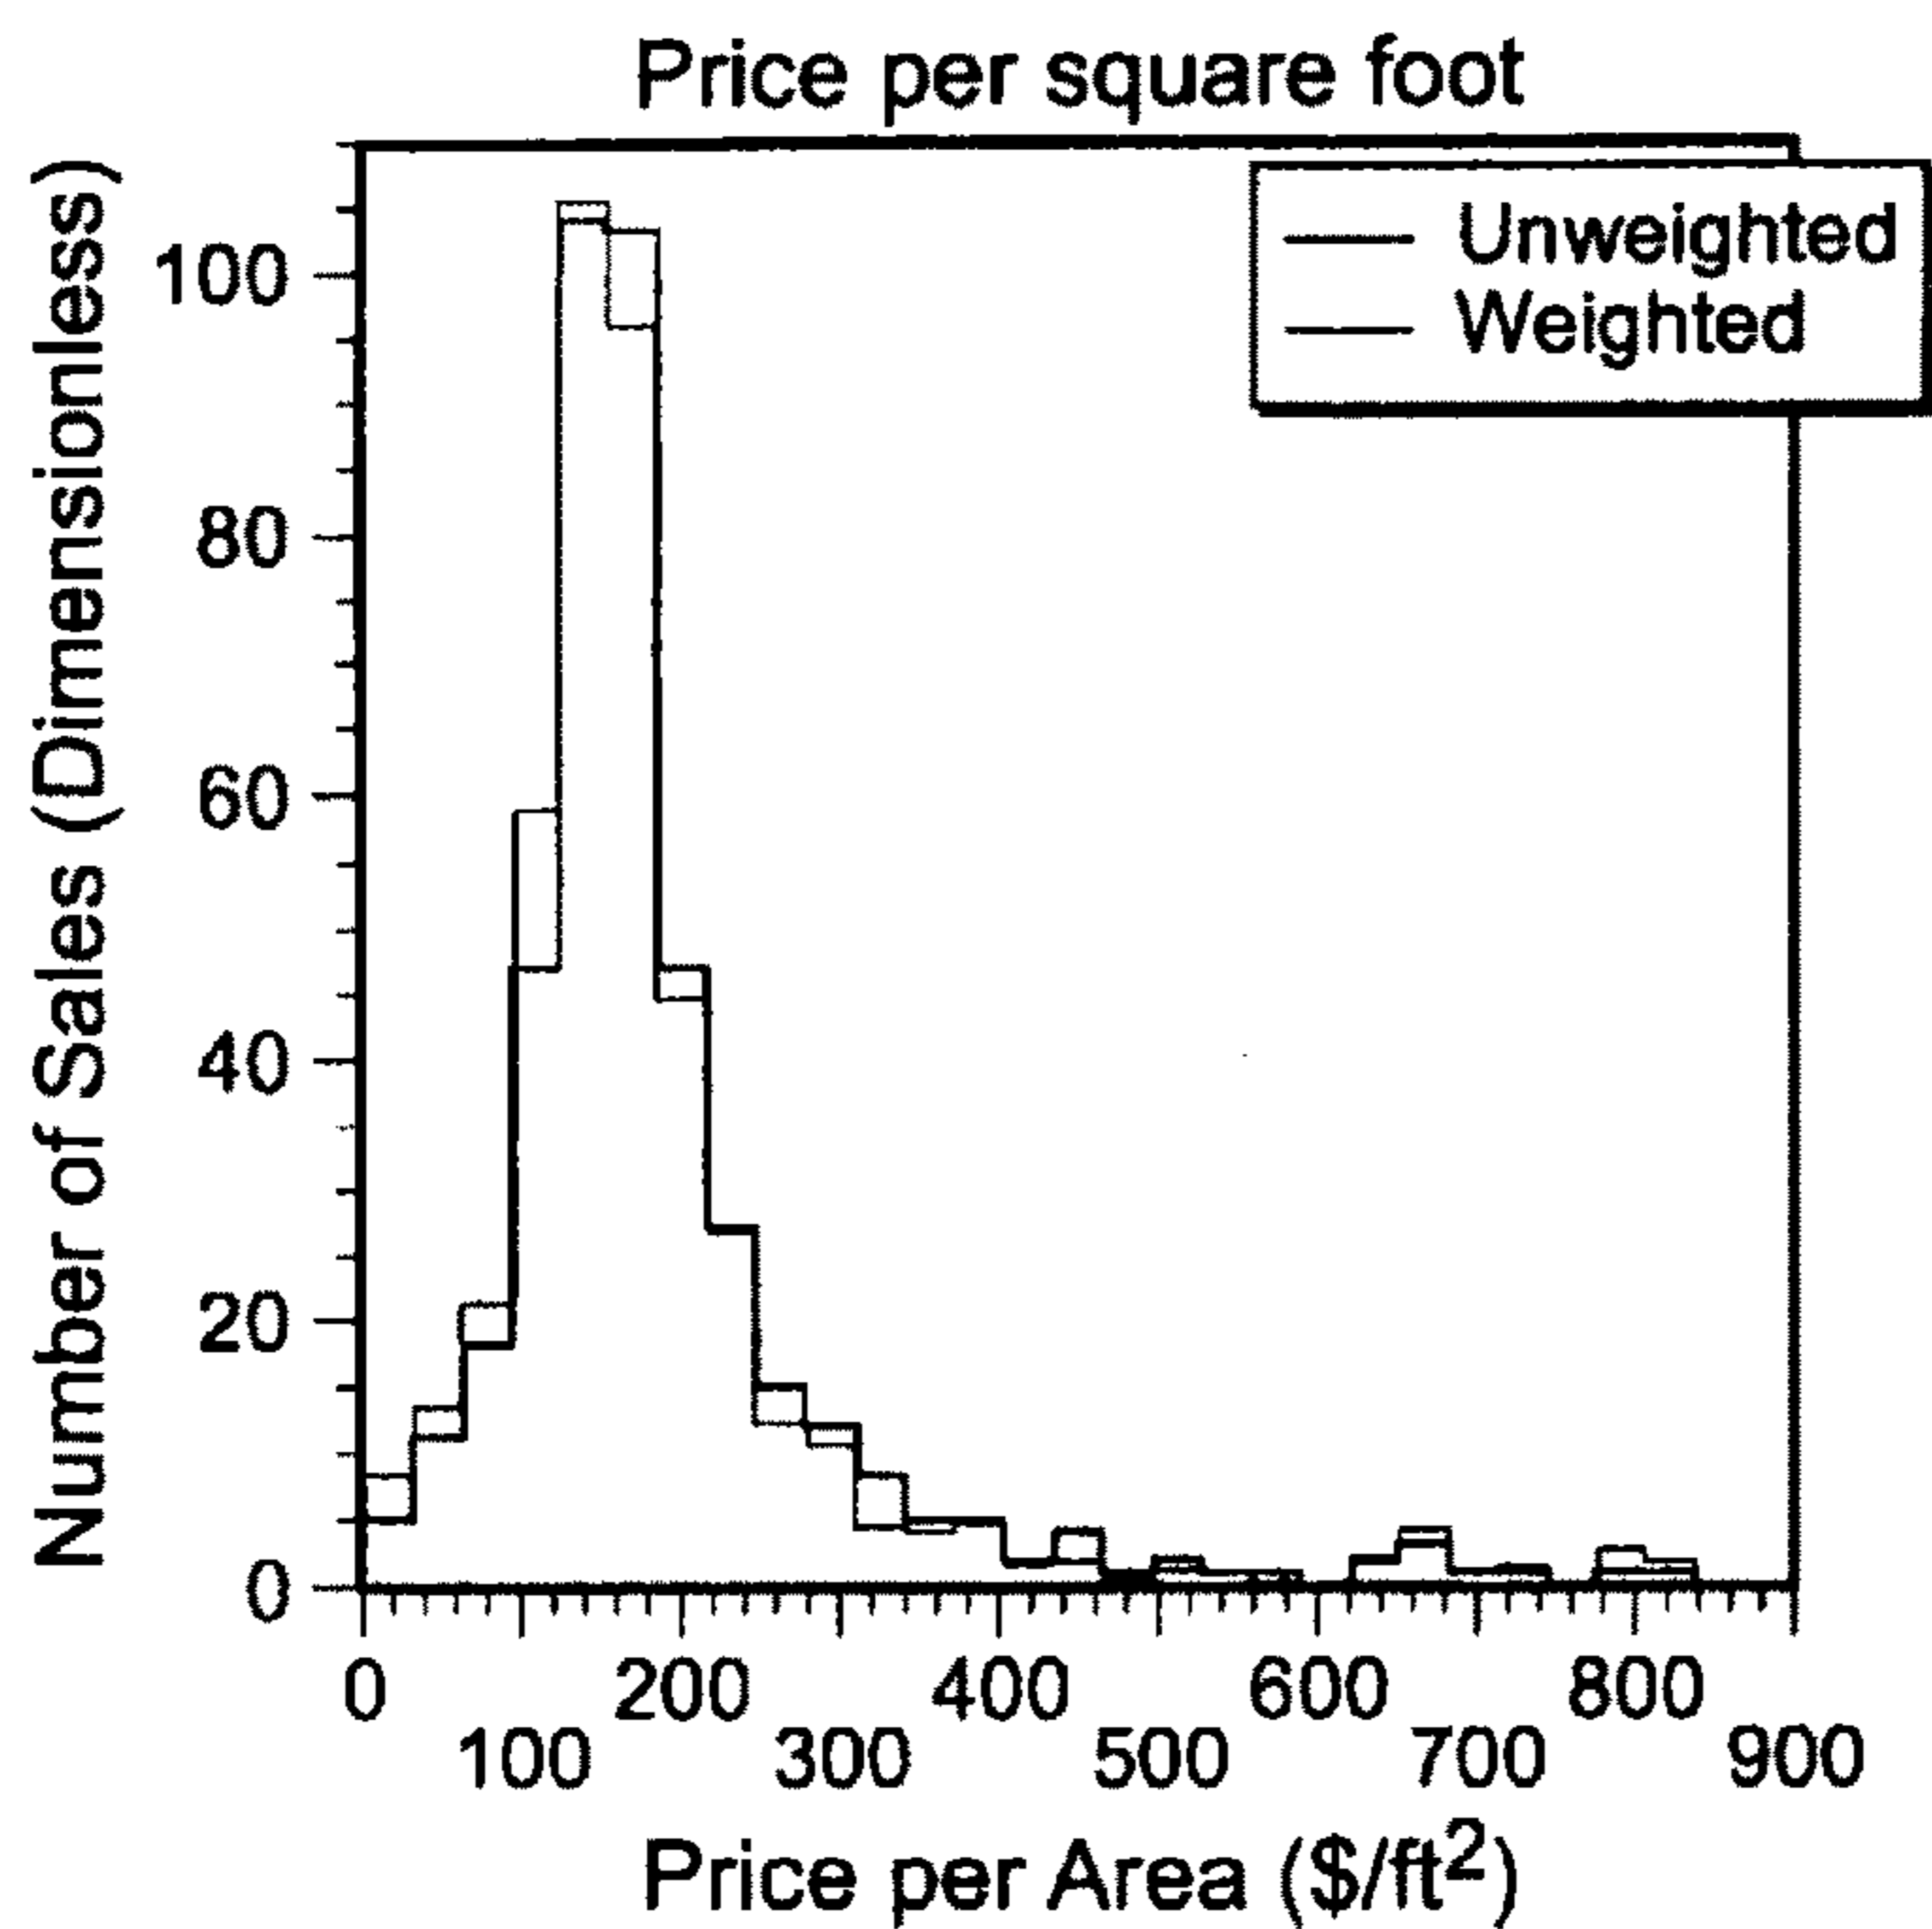 Price per square foot
Unweighted
Weighted
Number of Sales (Dimensionless)
100
80
60
40
20
0
0 200 400 600 800
100 300 500 700 900
Price per Area ($/ft²)